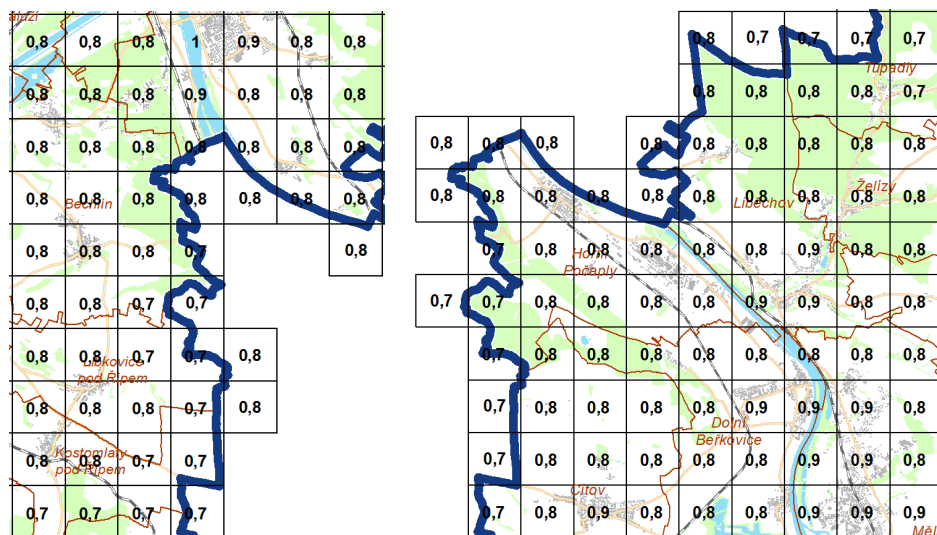 0,8 0,8 0,8 1 0,9 0,8 0,8
0,8 0,8 0,8 0,9 0,8 0,8 0,8
0,8 0,8 0,8 0,8 0,8 0,8 0,8
0,8 0,8 0,8 0,8 0,8 0,8 0,8
Bechlín
0,8 0,8 0,8 0,7 0,8
0,8 0,8 0,7 0,7
0,8 0,8 0,7 0,7 0,8
Libkovice
pod Řípem
0,8 0,8 0,8 0,7 0,8
Kostomlaty
0,8 0,8 0,7 0,7
pod Řípem
0,7 0,7 0,7 0,7
0,8 0,7 0,7 0,7 0,7
Tupadly
0,8 0,8 0,8 0,8 0,7
0,8 0,8 0,8 0,8 0,8 0,8 0,8 0,8
0,8 0,8 0,8 0,8 0,8 0,8 0,8 0,8 0,8 0,8
Želízy
Liběchov
0,7 0,8 0,8 0,8 0,8 0,8 0,9 0,8 0,8
Horní
Počaply
0,7 0,7 0,8 0,8 0,8 0,8 0,9 0,9 0,8 0,8
0,7 0,8 0,8 0,8 0,8 0,8 0,8 0,8 0,8
0,7 0,8 0,8 0,8 0,8 0,9 0,9 0,9 0,8
Dolní
Beřkovice
0,7 0,8 0,8 0,8 0,8 0,8 0,9 0,9 0,8
Cítov
0,7 0,8 0,9 0,8 0,8 0,8 0,9 0,9 0,9
Měl